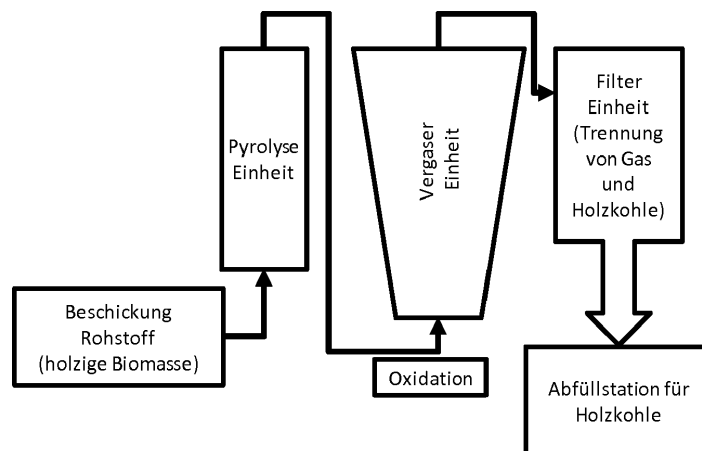 Beschickung
Rohstoff
(holzige Biomasse)
Pyrolyse
Einheit
Vergaser
Einheit
Oxidation
Filter
Einheit
(Trennung
von Gas
und
Holzkohle)
Abfüllstation für
Holzkohle